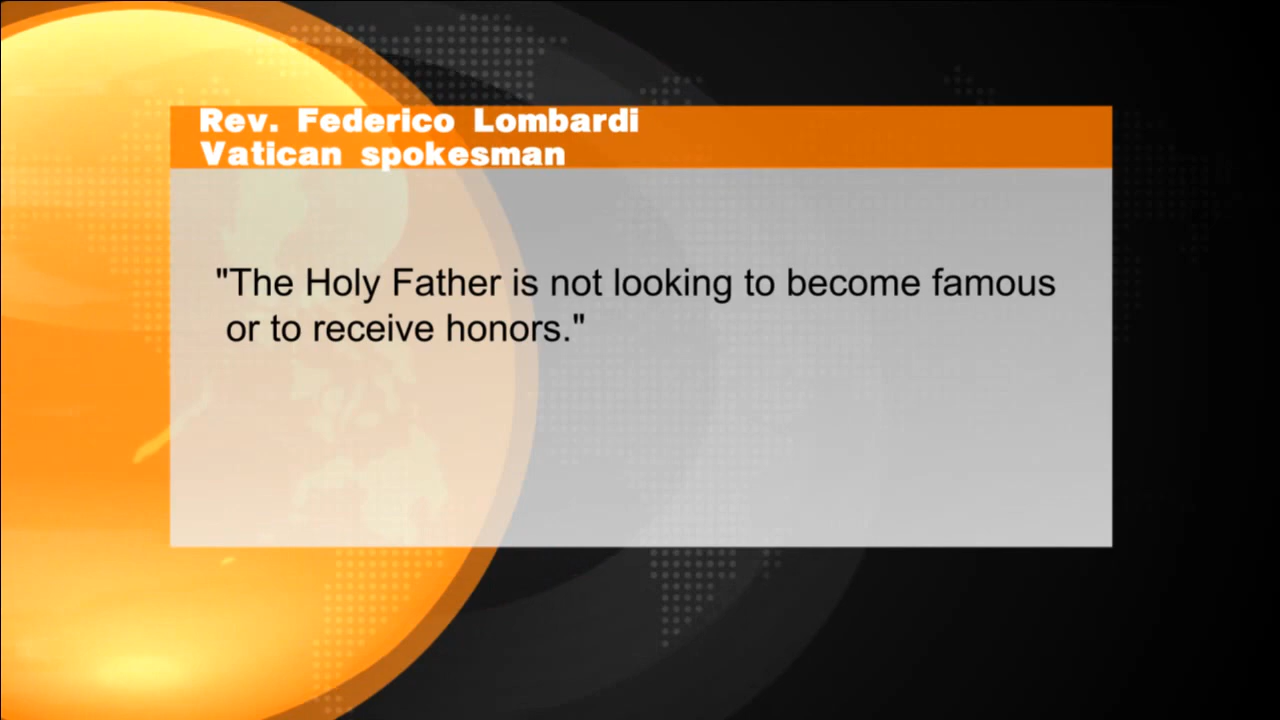 Rev. Federico Lombardi
Vatican spokesman
"The Holy Father is not looking to become famous
or to receive honors."